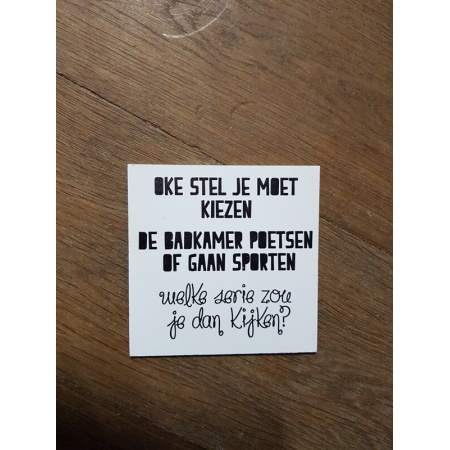 OKE STEL JE MOET
KIEZEN
DE BADKAMER POETSEN
OF GAAN SPORTEN
welke serie zou
je dan kijken?